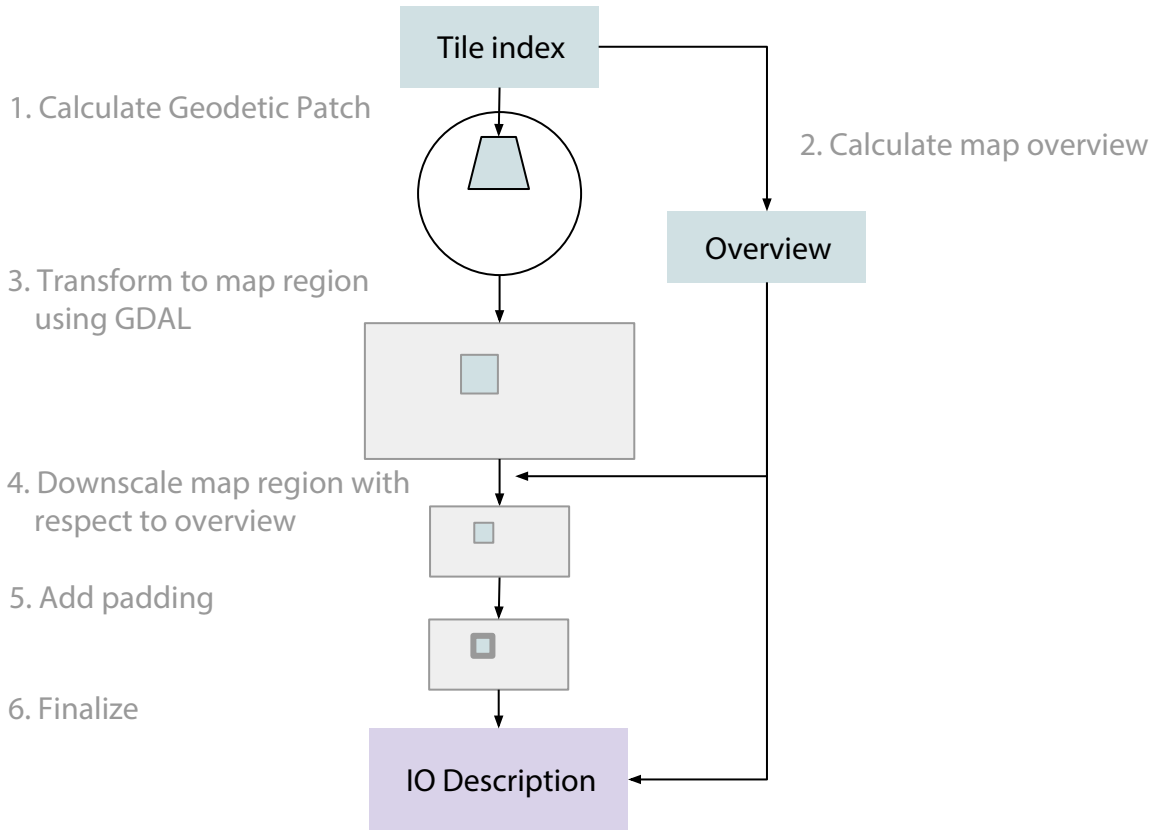 Tile index
1. Calculate Geodetic Patch
2. Calculate map overview
Overview
3. Transform to map region
using GDAL
4. Downscale map region with
respect to overview
5. Add padding
6. Finalize
IO Description